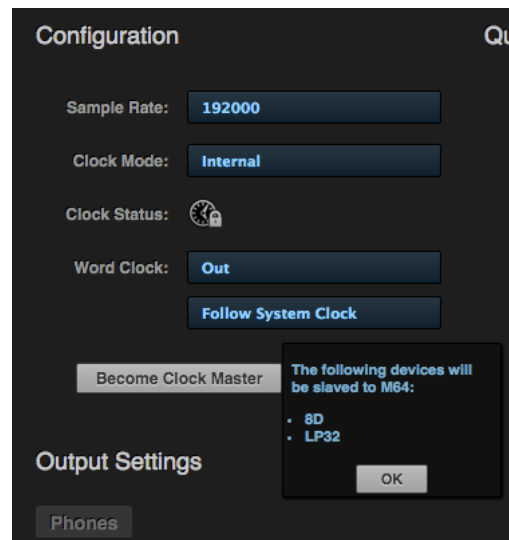 Configuration
Qu
Sample Rate: 192000
Clock Mode: Internal
Clock Status:
Word Clock: Out
Follow System Clock
Become Clock Master
The following devices will
be slaved to M64:
• 8D
• LP32
OK
Output Settings
Phones